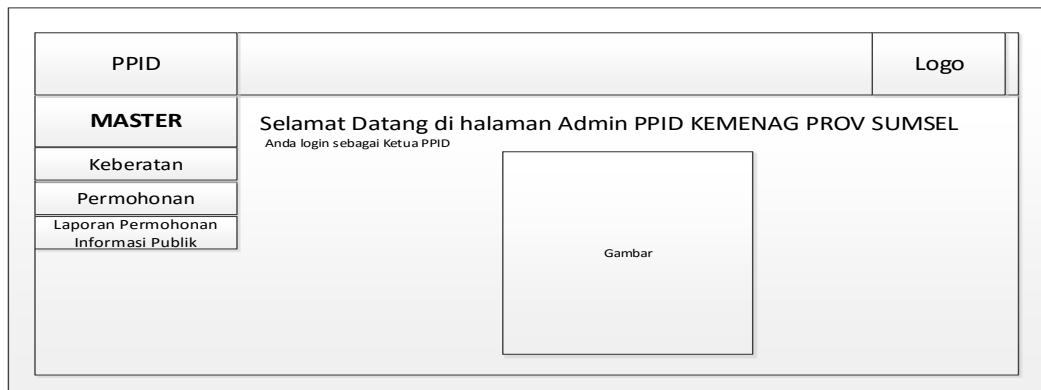 PPID
Logo
MASTER
Selamat Datang di halaman Admin PPID KEMENAG PROV SUMSEL
Anda login sebagai Ketua PPID
Keberatan
Permohonan
Laporan Permohonan
Informasi Publik
Gambar